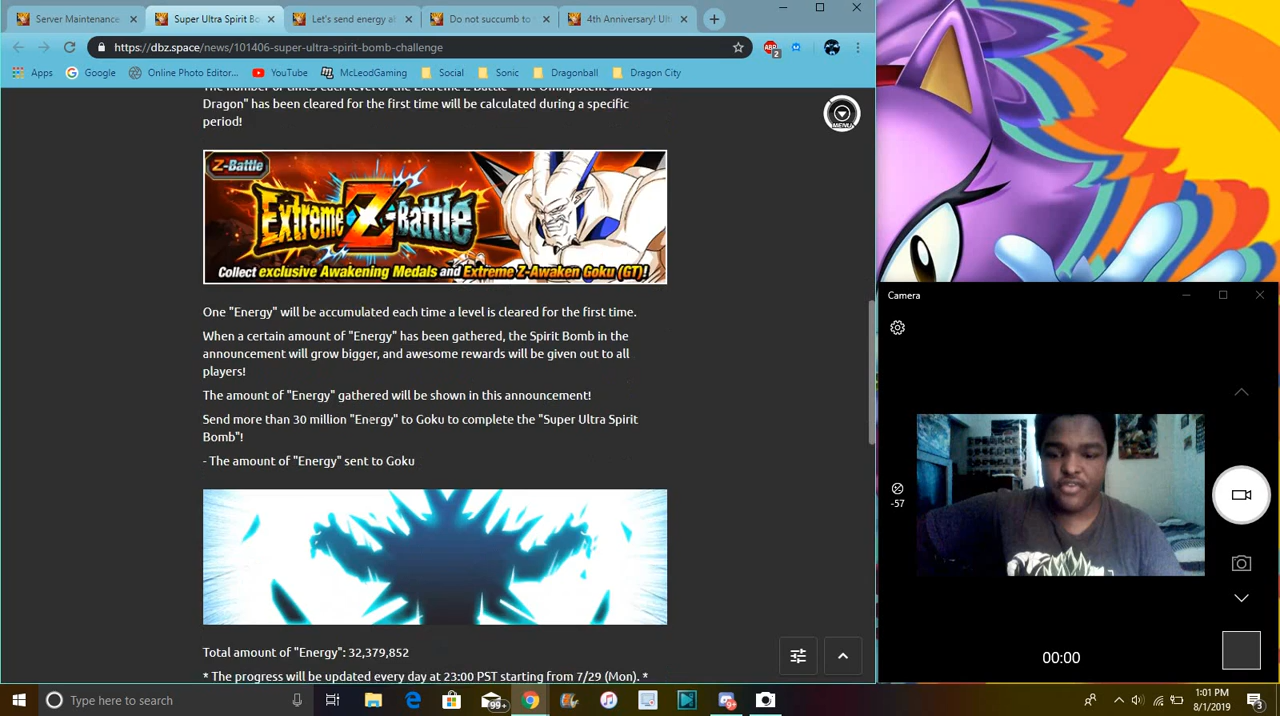 Server Maintenance
Super Ultra Spirit Bo
Let's send energy al
Do not succumb to
4th Anniversary! Ult
https://dbz.space/news/101406-super-ultra-spirit-bomb-challenge
ABP
2
Apps
Google
Online Photo Editor...
YouTube
McLeodGaming
Social
Sonic
Dragonball
Dragon City
The number of times each level of the Extreme Z-Battle "The Omnipotent Shadow
Dragon" has been cleared for the first time will be calculated during a specific
period!
MENU
Z-Battle
Extreme Z-Battle
Collect exclusive Awakening Medals and Extreme Z-Awaken Goku (GT)!
One "Energy" will be accumulated each time a level is cleared for the first time.
When a certain amount of "Energy" has been gathered, the Spirit Bomb in the
announcement will grow bigger, and awesome rewards will be given out to all
players!
The amount of "Energy" gathered will be shown in this announcement!
Send more than 30 million "Energy" to Goku to complete the "Super Ultra Spirit
Bomb"!
- The amount of "Energy" sent to Goku
Total amount of "Energy": 32,379,852
* The progress will be updated every day at 23:00 PST starting from 7/29 (Mon). *
Camera
-57
00:00
Type here to search
99+
9+
1:01 PM
8/1/2019
3